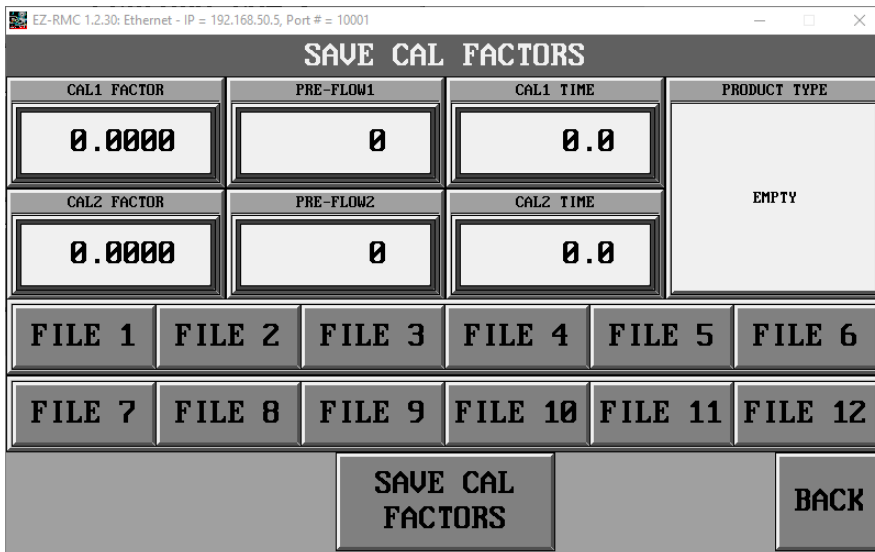 EZ-RMC 1.2.30: Ethernet - IP = 192.168.50.5, Port # = 10001
SAVE CAL FACTORS
CAL1 FACTOR
PRE-FLOW1
CAL1 TIME
PRODUCT TYPE
0.0000
0
0.0
EMPTY
CAL2 FACTOR
PRE-FLOW2
CAL2 TIME
0.0000
0
0.0
FILE 1
FILE 2
FILE 3
FILE 4
FILE 5
FILE 6
FILE 7
FILE 8
FILE 9
FILE 10
FILE 11
FILE 12
SAVE CAL
FACTORS
BACK